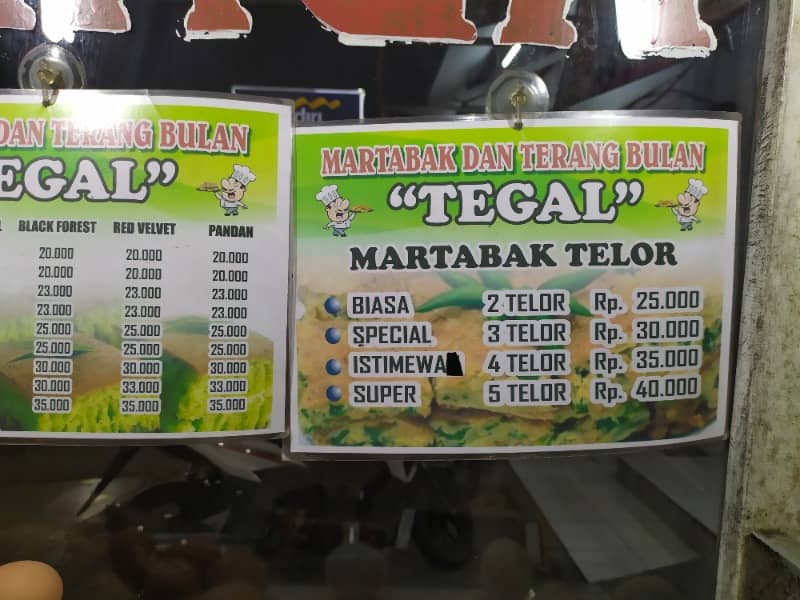 DAN TERANG BULAN
EGAL”
BLACK FOREST RED VELVET PANDAN
20.000 20.000 20.000
20.000 20.000 20.000
23.000 23.000 23.000
23.000 23.000 23.000
25.000 25.000 25.000
25.000 25.000 25.000
30.000 30.000 30.000
30.000 33.000 33.000
35.000 35.000 35.000
MARTABAK DAN TERANG BULAN
“TEGAL”
MARTABAK TELOR
BIASA 2 TELOR Rp. 25.000
SPECIAL 3 TELOR Rp. 30.000
ISTIMEWA 4 TELOR Rp. 35.000
SUPER 5 TELOR Rp. 40.000